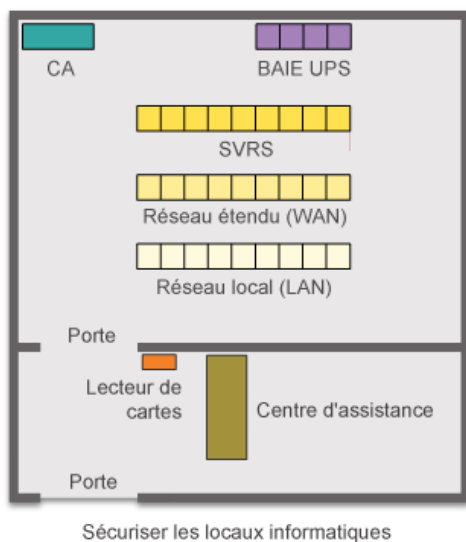 CA
BAIE UPS
SVRS
Réseau étendu (WAN)
Réseau local (LAN)
Porte
Lecteur de
cartes
Centre d'assistance
Porte
Sécuriser les locaux informatiques